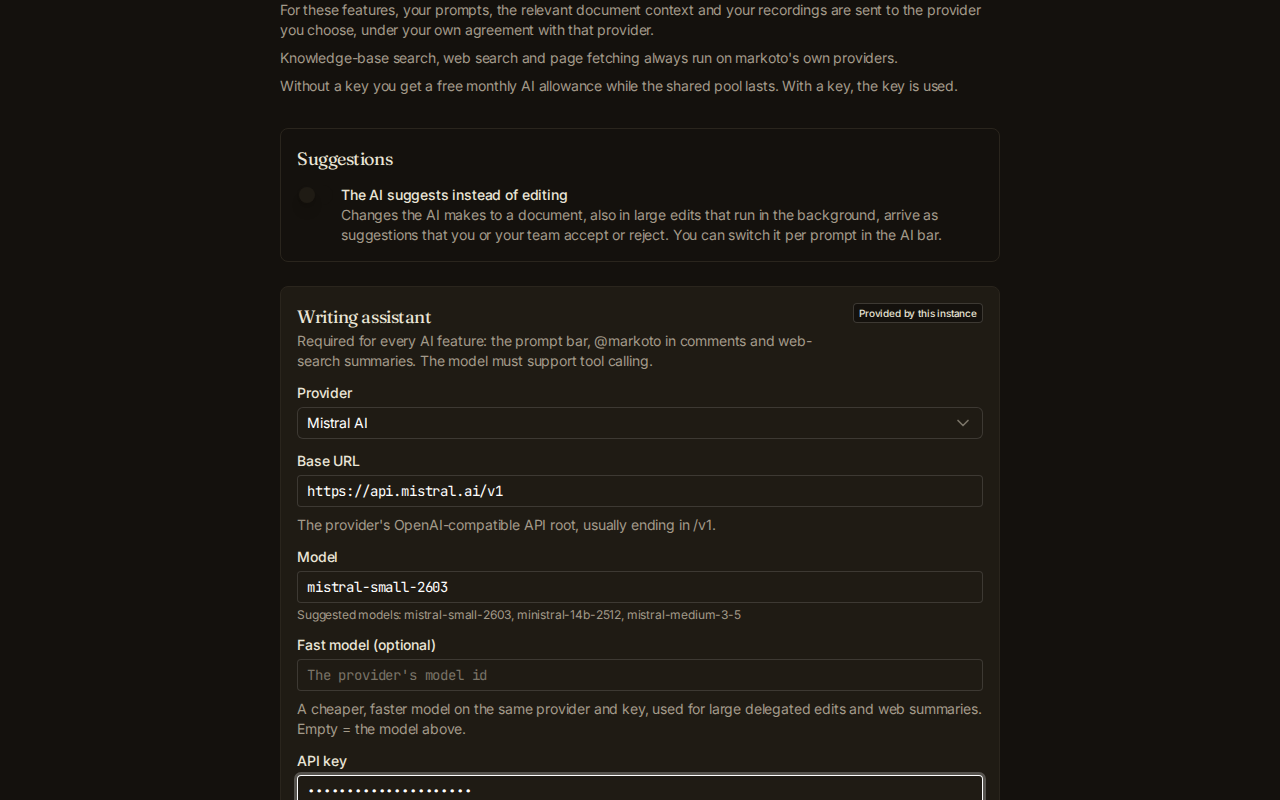 For these features, your prompts, the relevant document context and your recordings are sent to the provider
you choose, under your own agreement with that provider.
Knowledge-base search, web search and page fetching always run on markoto's own providers.
Without a key you get a free monthly AI allowance while the shared pool lasts. With a key, the key is used.
Suggestions
The AI suggests instead of editing
Changes the AI makes to a document, also in large edits that run in the background, arrive as
suggestions that you or your team accept or reject. You can switch it per prompt in the AI bar.
Writing assistant
Provided by this instance
Required for every AI feature: the prompt bar, @markoto in comments and web-
search summaries. The model must support tool calling.
Provider
Mistral AI
Base URL
https://api.mistral.ai/v1
The provider's OpenAI-compatible API root, usually ending in /v1.
Model
mistral-small-2603
Suggested models: mistral-small-2603, ministral-14b-2512, mistral-medium-3-5
Fast model (optional)
The provider's model id
A cheaper, faster model on the same provider and key, used for large delegated edits and web summaries.
Empty = the model above.
API key
•••••••••••••••••••••